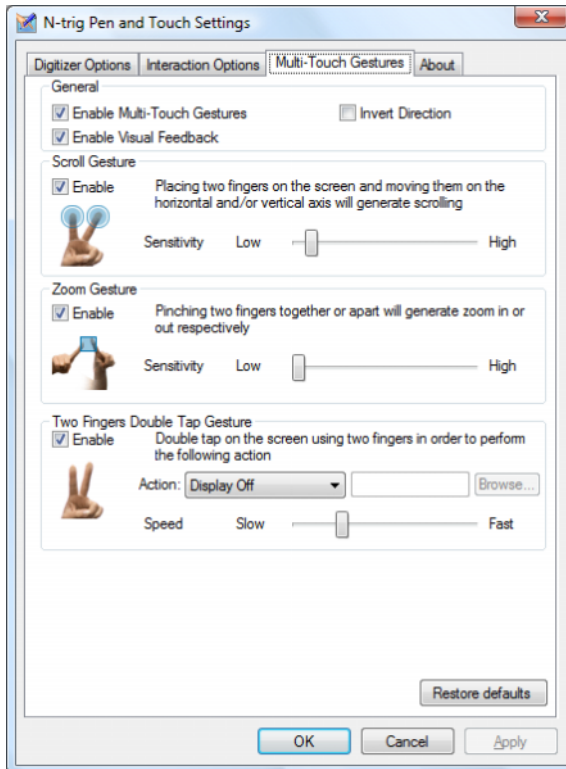 N-trig Pen and Touch Settings
Digitizer Options Interaction Options Multi-Touch Gestures About
General
Enable Multi-Touch Gestures Invert Direction
Enable Visual Feedback
Scroll Gesture
Enable Placing two fingers on the screen and moving them on the
horizontal and/or vertical axis will generate scrolling
Sensitivity Low High
Zoom Gesture
Enable Pinching two fingers together or apart will generate zoom in or
out respectively
Sensitivity Low High
Two Fingers Double Tap Gesture
Enable Double tap on the screen using two fingers in order to perform
the following action
Action: Display Off Browse...
Speed Slow Fast
Restore defaults
OK Cancel Apply